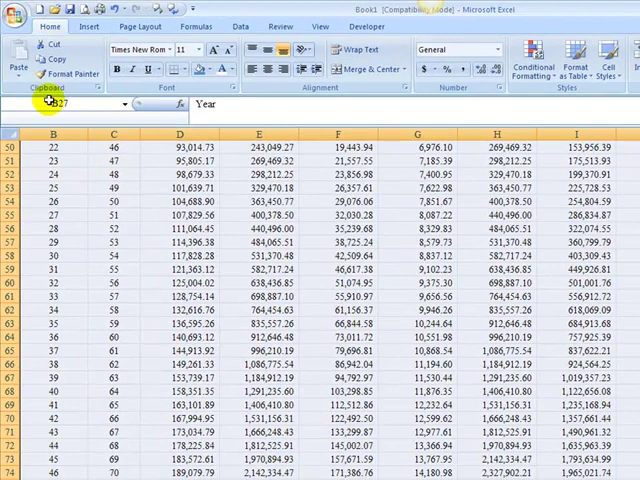 Book1 [Compatibility Mode] - Microsoft Excel
Home Insert Page Layout Formulas Data Review View Developer
Paste Cut Copy Format Painter Clipboard
Times New Rom 11 B I U A Font
Wrap Text Merge & Center Alignment
General $ % , Number
Conditional Formatting Format as Table Cell Styles Styles
B27 fx Year
B C D E F G H I
50 22 46 93,014.73 243,049.27 19,443.94 6,976.10 269,469.32 153,956.39
51 23 47 95,805.17 269,469.32 21,557.55 7,185.39 298,212.25 175,513.93
52 24 48 98,679.33 298,212.25 23,856.98 7,400.95 329,470.18 199,370.91
53 25 49 101,639.71 329,470.18 26,357.61 7,622.98 363,450.77 225,728.53
54 26 50 104,688.90 363,450.77 29,076.06 7,851.67 400,378.50 254,804.59
55 27 51 107,829.56 400,378.50 32,030.28 8,087.22 440,496.00 286,834.87
56 28 52 111,064.45 440,496.00 35,239.68 8,329.83 484,065.51 322,074.55
57 29 53 114,396.38 484,065.51 38,725.24 8,579.73 531,370.48 360,799.79
58 30 54 117,828.28 531,370.48 42,509.64 8,837.12 582,717.24 403,309.43
59 31 55 121,363.12 582,717.24 46,617.38 9,102.23 638,436.85 449,926.81
60 32 56 125,004.02 638,436.85 51,074.95 9,375.30 698,887.10 501,001.76
61 33 57 128,754.14 698,887.10 55,910.97 9,656.56 764,454.63 556,912.72
62 34 58 132,616.76 764,454.63 61,156.37 9,946.26 835,557.26 618,069.09
63 35 59 136,595.26 835,557.26 66,844.58 10,244.64 912,646.48 684,913.68
64 36 60 140,693.12 912,646.48 73,011.72 10,551.98 996,210.19 757,925.39
65 37 61 144,913.92 996,210.19 79,696.81 10,868.54 1,086,775.54 837,622.21
66 38 62 149,261.33 1,086,775.54 86,942.04 11,194.60 1,184,912.19 924,564.25
67 39 63 153,739.17 1,184,912.19 94,792.97 11,530.44 1,291,235.60 1,019,357.23
68 40 64 158,351.35 1,291,235.60 103,298.85 11,876.35 1,406,410.80 1,122,656.08
69 41 65 163,101.89 1,406,410.80 112,512.86 12,232.64 1,531,156.31 1,235,168.94
70 42 66 167,994.95 1,531,156.31 122,492.50 12,599.62 1,666,248.43 1,357,661.44
71 43 67 173,034.79 1,666,248.43 133,299.87 12,977.61 1,812,525.91 1,490,961.32
72 44 68 178,225.84 1,812,525.91 145,002.07 13,366.94 1,970,894.93 1,635,963.39
73 45 69 183,572.61 1,970,894.93 157,671.59 13,767.95 2,142,334.47 1,793,634.99
74 46 70 189,079.79 2,142,334.47 171,386.76 14,180.98 2,327,902.21 1,965,021.74